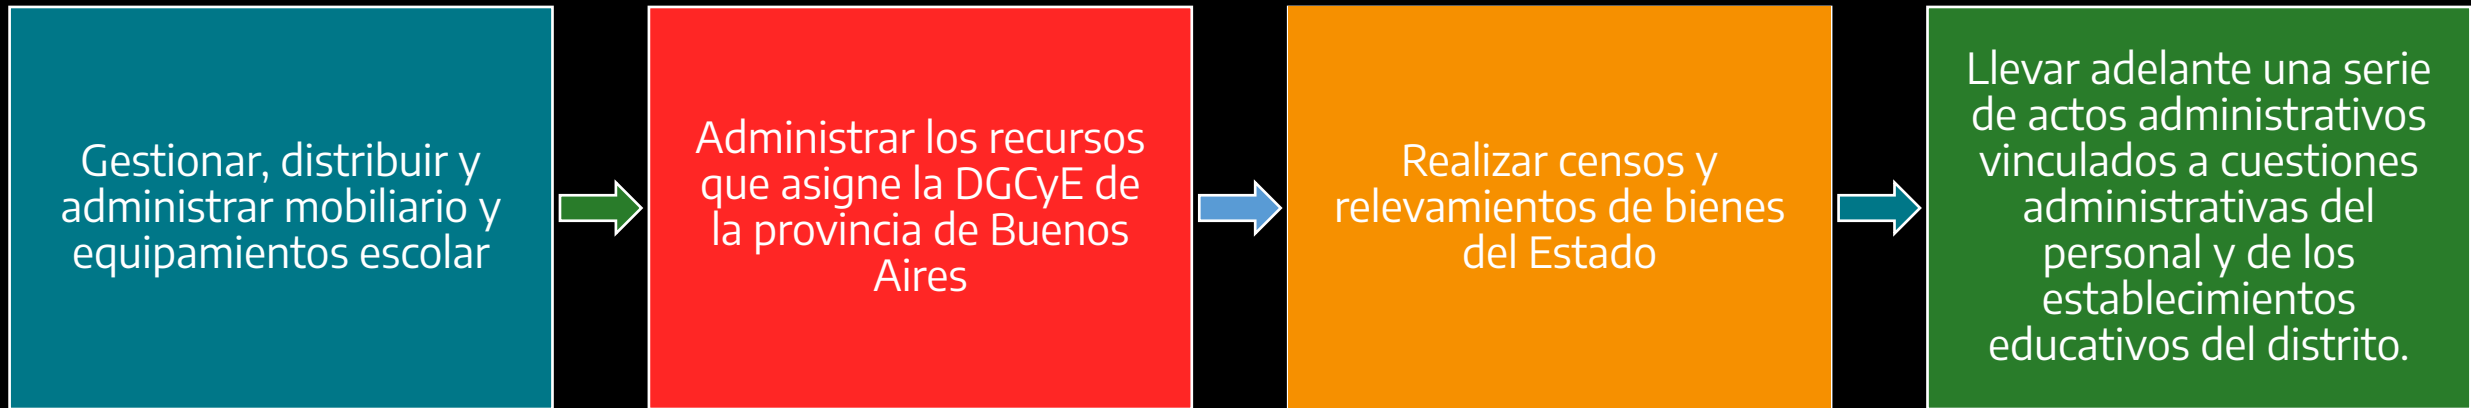 Gestionar, distribuir y
administrar mobiliario y
equipamientos escolar
Administrar los recursos
que asigne la DGCyE de
la provincia de Buenos
Aires
Realizar censos y
relevamientos de bienes
del Estado
Llevar adelante una serie
de actos administrativos
vinculados a cuestiones
administrativas del
personal y de los
establecimientos
educativos del distrito.